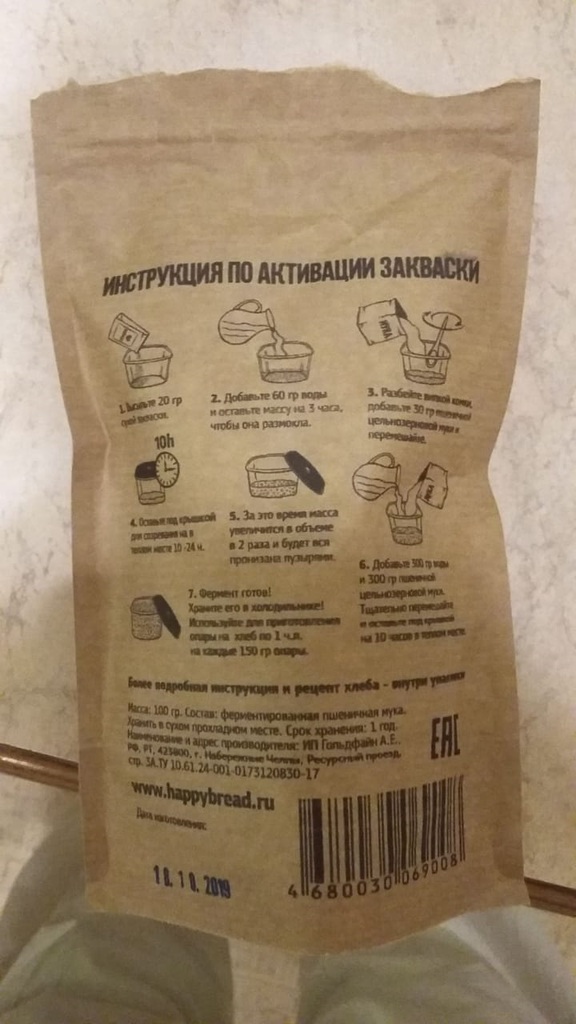 ИНСТРУКЦИЯ ПО АКТИВАЦИИ ЗАКВАСКИ
1. Высыпьте 20 гр
сухой закваски.
2. Добавьте 60 гр воды
и оставьте массу на 3 часа,
чтобы она размокла.
МУКА
3. Разбейте вилкой комки,
добавьте 30 гр пшеничной
цельнозерновой муки и
перемешайте.
10h
4. Оставьте под крышкой
для созревания на в
теплом месте 10-24 ч.
5. За это время масса
увеличится в объеме
в 2 раза и будет вся
пронизана пузырями.
МУКА
6. Добавьте 300 гр воды
и 300 гр пшеничной
цельнозерновой муки.
Тщательно перемешайте
и оставьте под крышкой
на 10 часов в теплом месте
7. Фермент готов!
Храните его в холодильнике!
Используйте для приготовления
опары на хлеб по 1 ч.л.
на каждые 150 гр опары.
Более подробная инструкция и рецепт хлеба - внутри упаковки
Масса: 100 гр. Состав: ферментированная пшеничная мука.
Хранить в сухом прохладном месте. Срок хранения: 1 год.
Наименование и адрес производителя: ИП Гольдфайн А.Е.,
РФ, РТ, 423800, г. Набережные Челны, Ресурсный проезд,
стр. 3А.ТУ 10.61.24-001-0173120830-17
EAC
www.happybread.ru
Дата изготовления:
18.10.2019
4 680030 069008